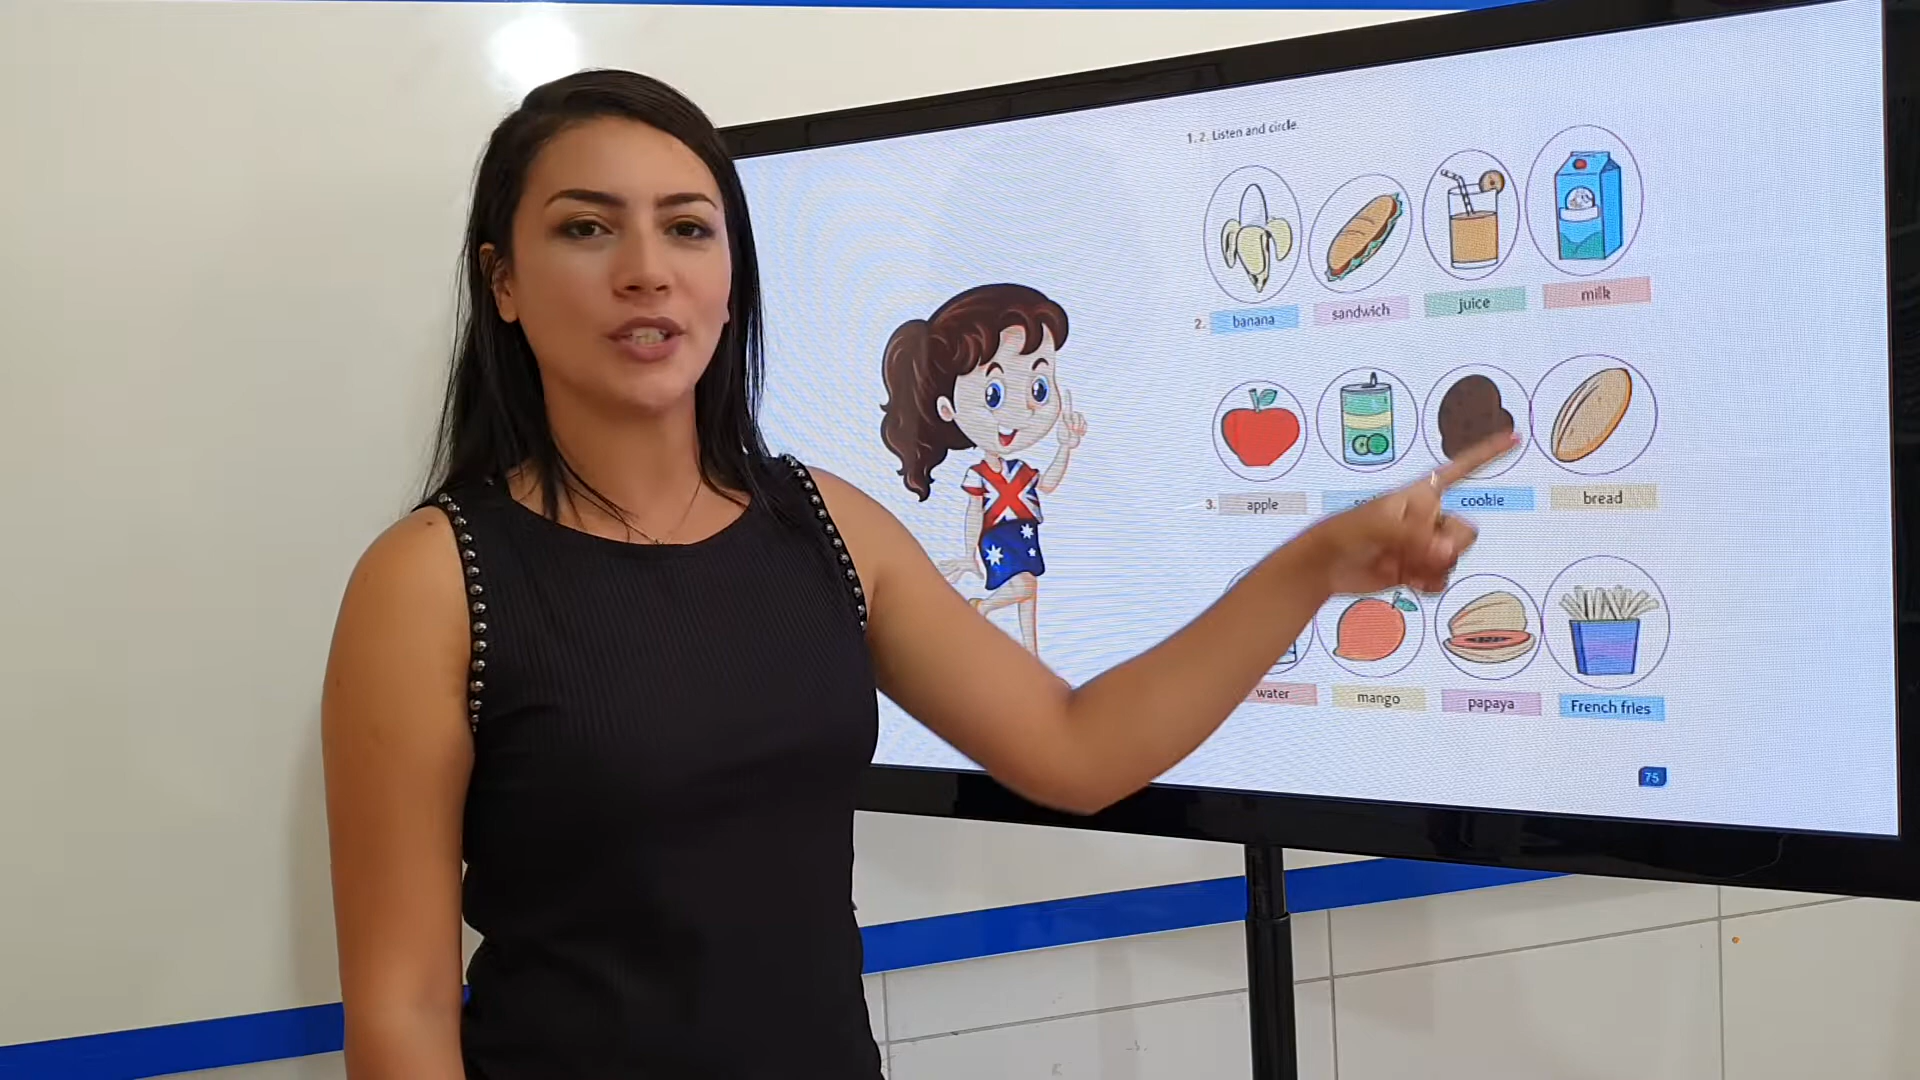 1. 2. Listen and circle.
banana sandwich juice milk
2.
apple cookie bread
3.
water mango papaya French fries
75